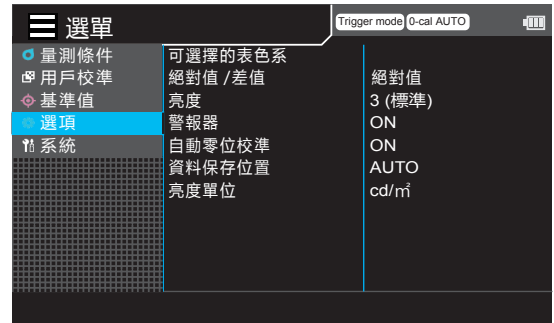 選單
Trigger mode 0-cal AUTO
量測條件
用戶校準
基準值
選項
系統
可選擇的表色系
絕對值 /差值 絕對值
亮度 3 (標準)
警報器 ON
自動零位校準 ON
資料保存位置 AUTO
亮度單位 cd/㎡